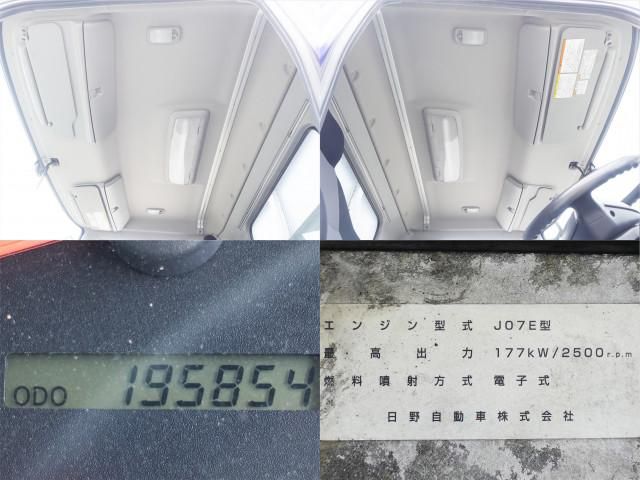 ODO 195854
エンジン型式 J07E型
最高出力 177kW/2500r.p.m
燃料噴射方式 電子式
日野自動車株式会社